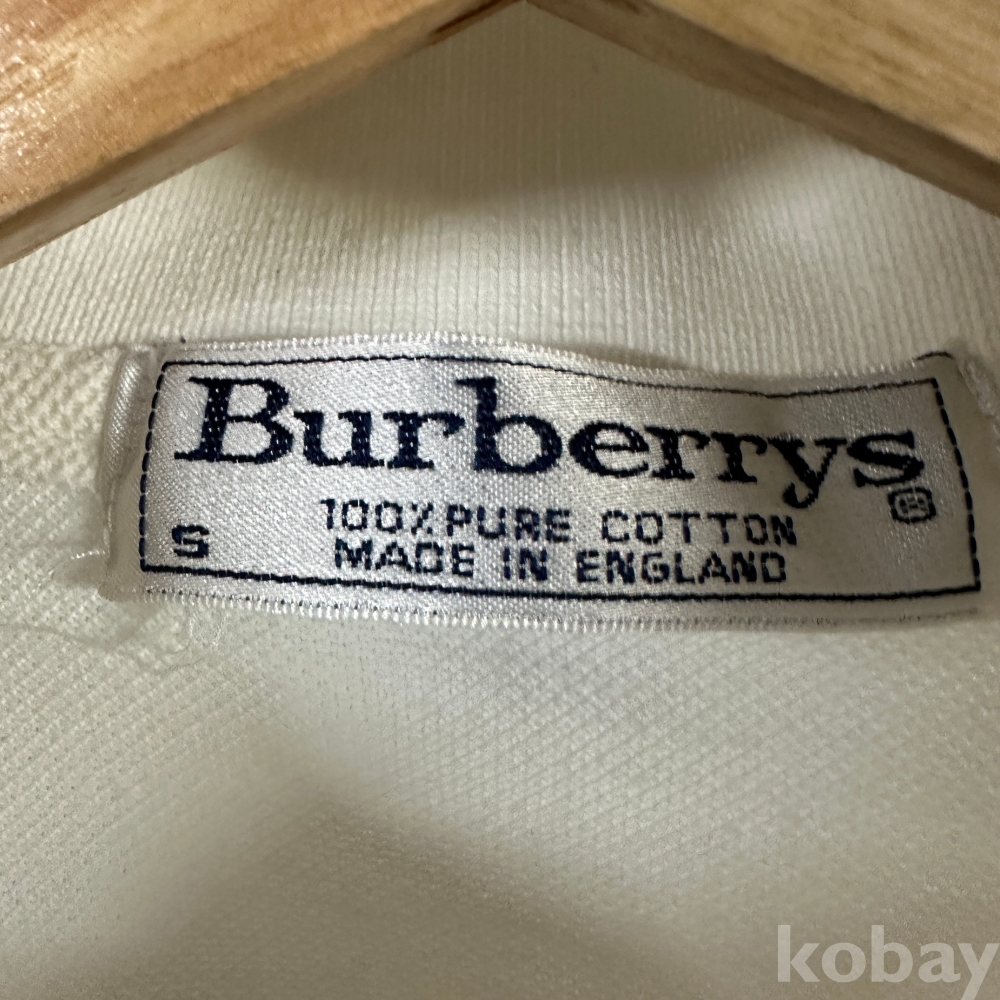 Burberrys®
S
100% PURE COTTON
MADE IN ENGLAND
kobay